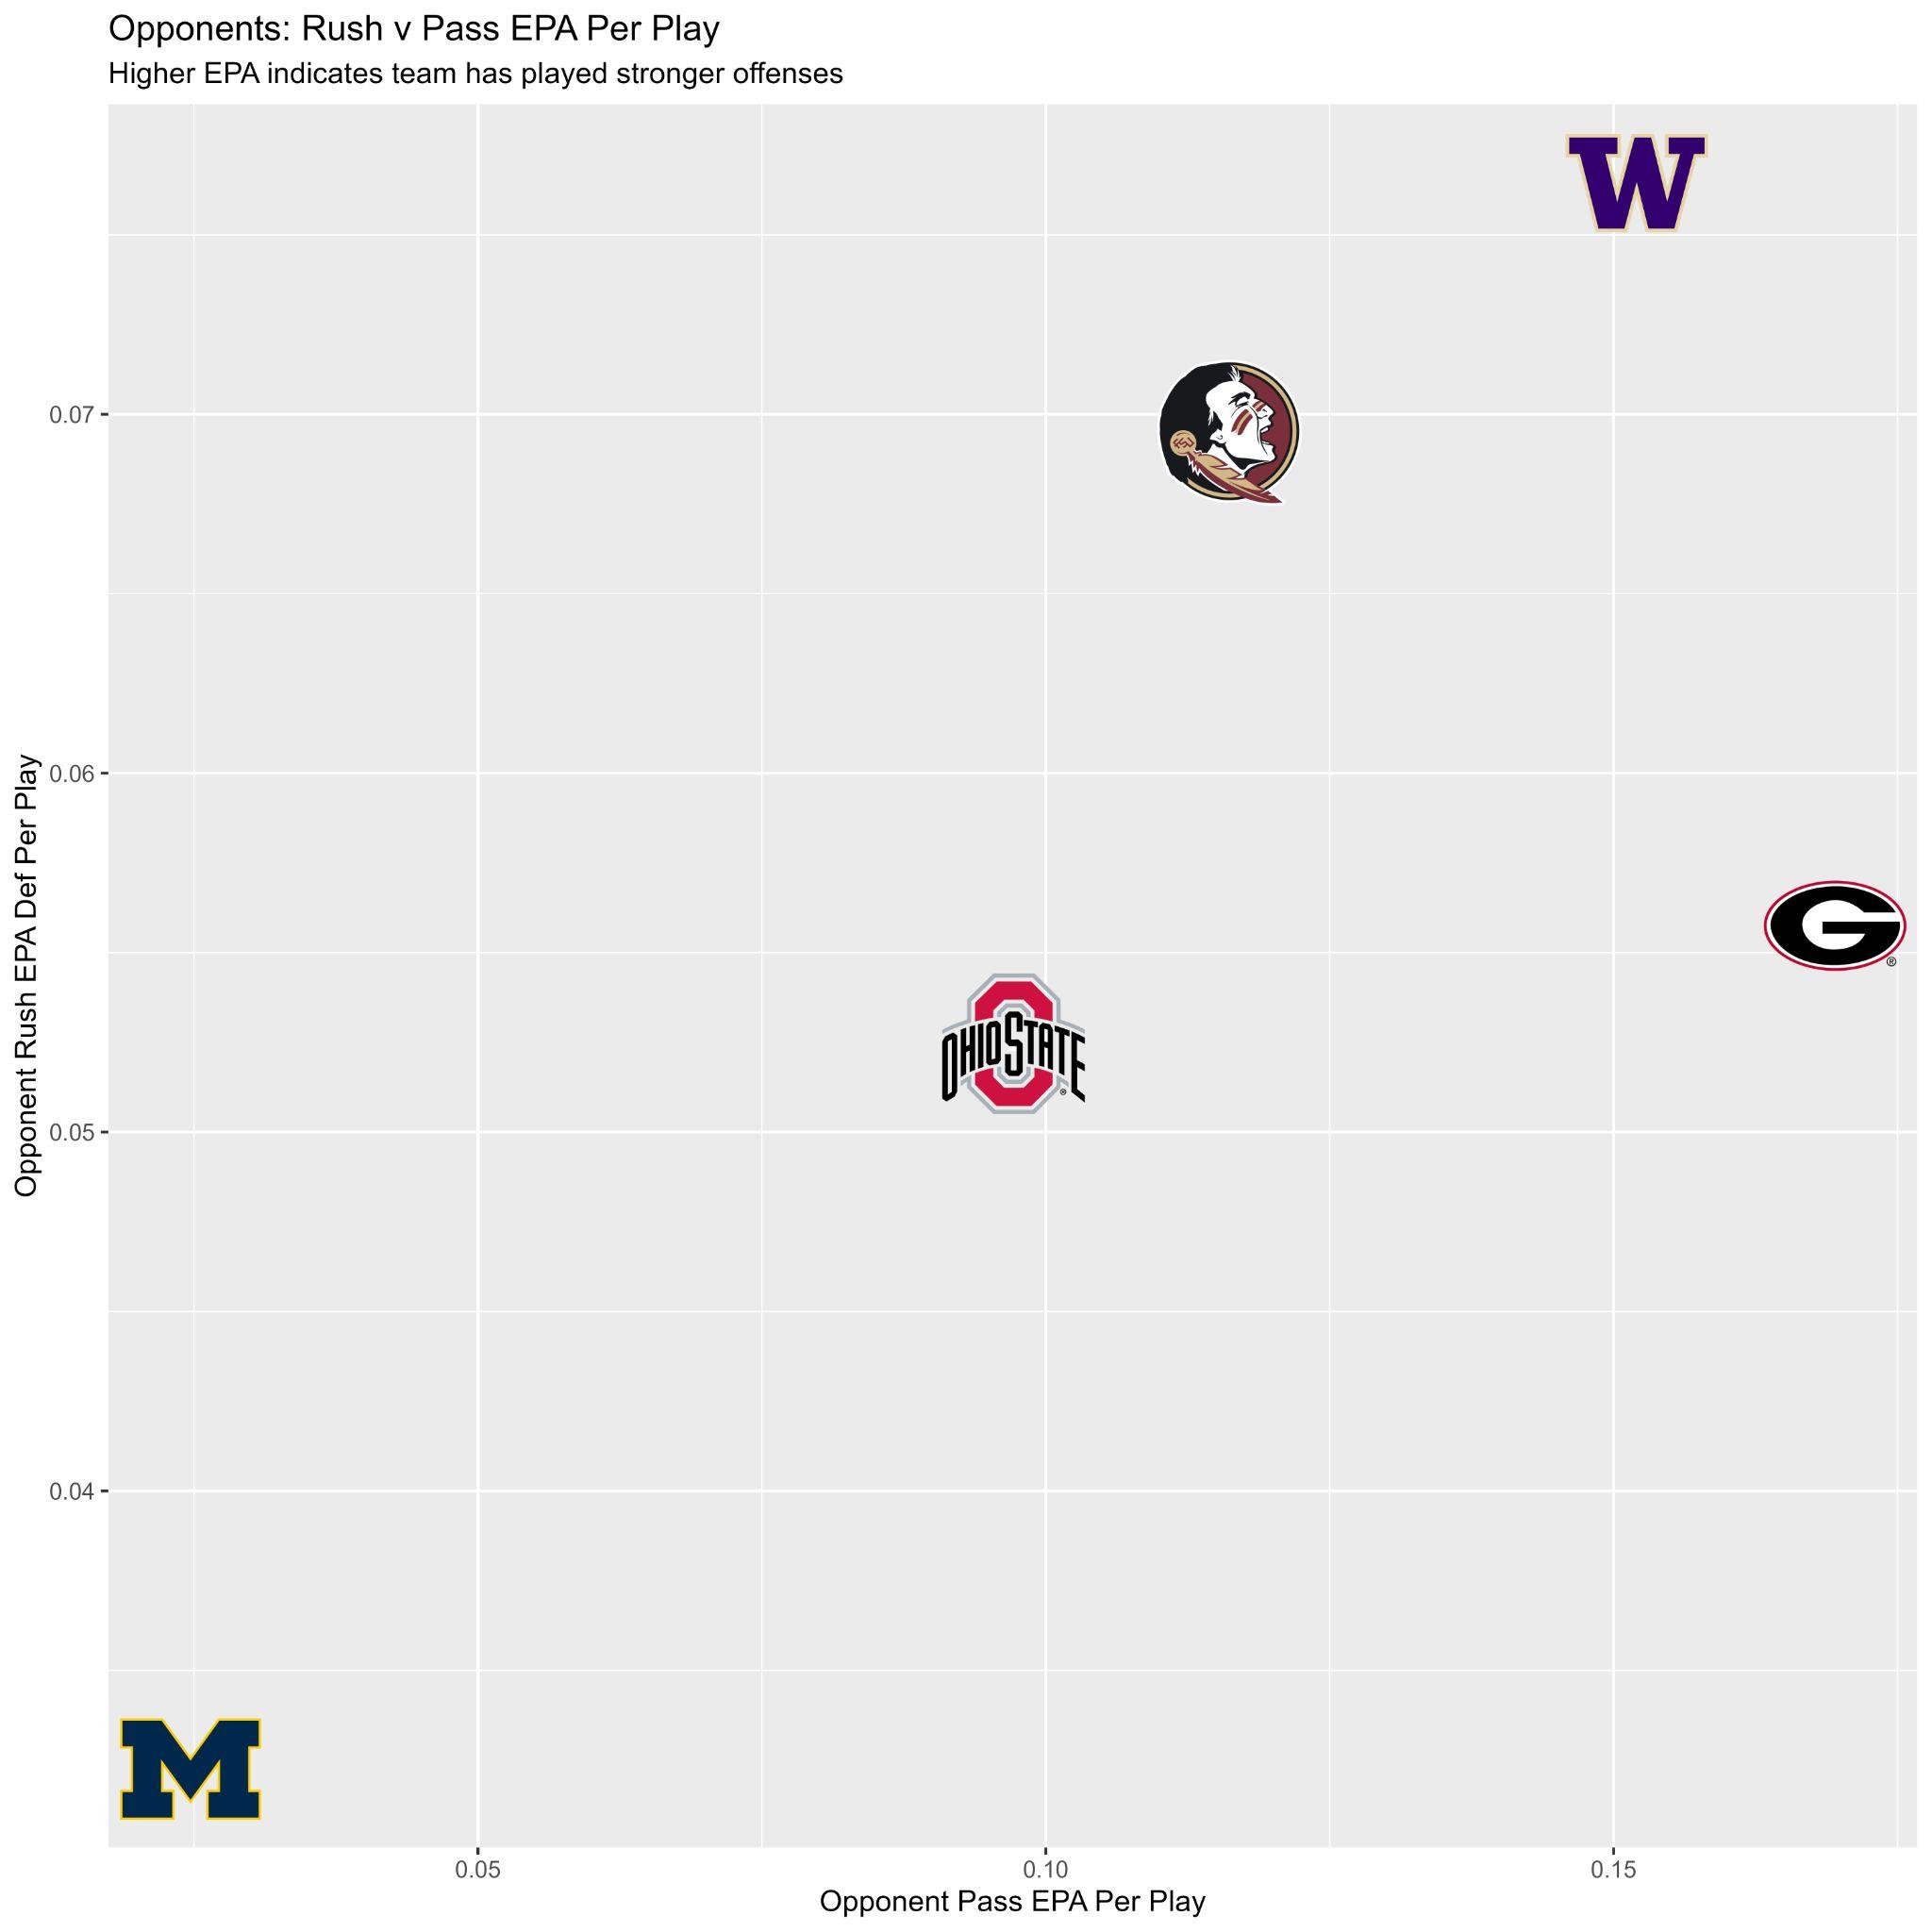 Opponents: Rush v Pass EPA Per Play
Higher EPA indicates team has played stronger offenses
W
0.07
FSU
0.06
G
®
OHIO STATE
®
0.05
0.04
M
Opponent Rush EPA Def Per Play
0.05
0.10
0.15
Opponent Pass EPA Per Play